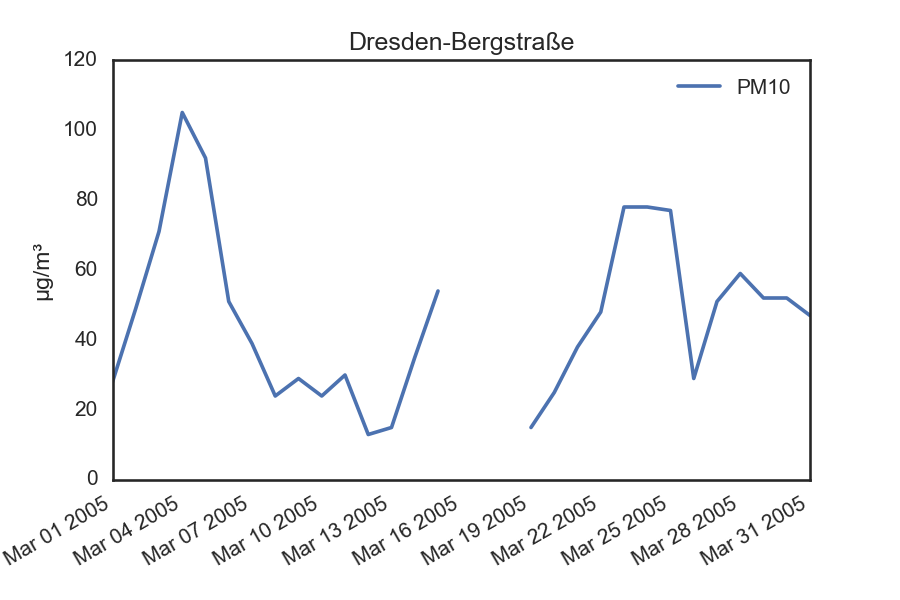 Dresden-Bergstraße
120
100
80
60
40
20
0
µg/m³
PM10
Mar 01 2005
Mar 04 2005
Mar 07 2005
Mar 10 2005
Mar 13 2005
Mar 16 2005
Mar 19 2005
Mar 22 2005
Mar 25 2005
Mar 28 2005
Mar 31 2005